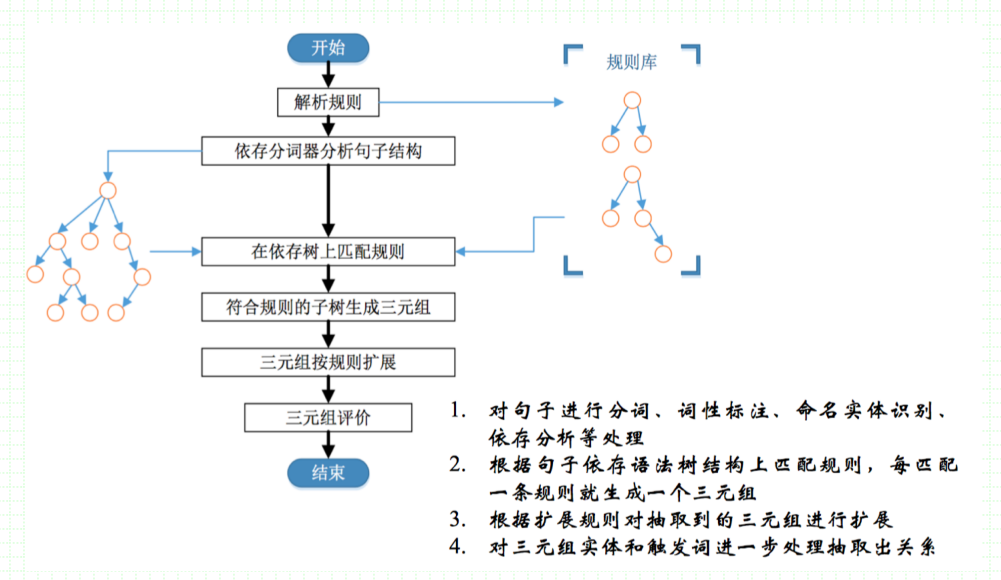 开始
规则库
解析规则
依存分词器分析句子结构
在依存树上匹配规则
符合规则的子树生成三元组
三元组按规则扩展
三元组评价
结束
1. 对句子进行分词、词性标注、命名实体识别、
依存分析等处理
2. 根据句子依存语法树结构上匹配规则，每匹配
一条规则就生成一个三元组
3. 根据扩展规则对抽取到的三元组进行扩展
4. 对三元组实体和触发词进一步处理抽取出关系